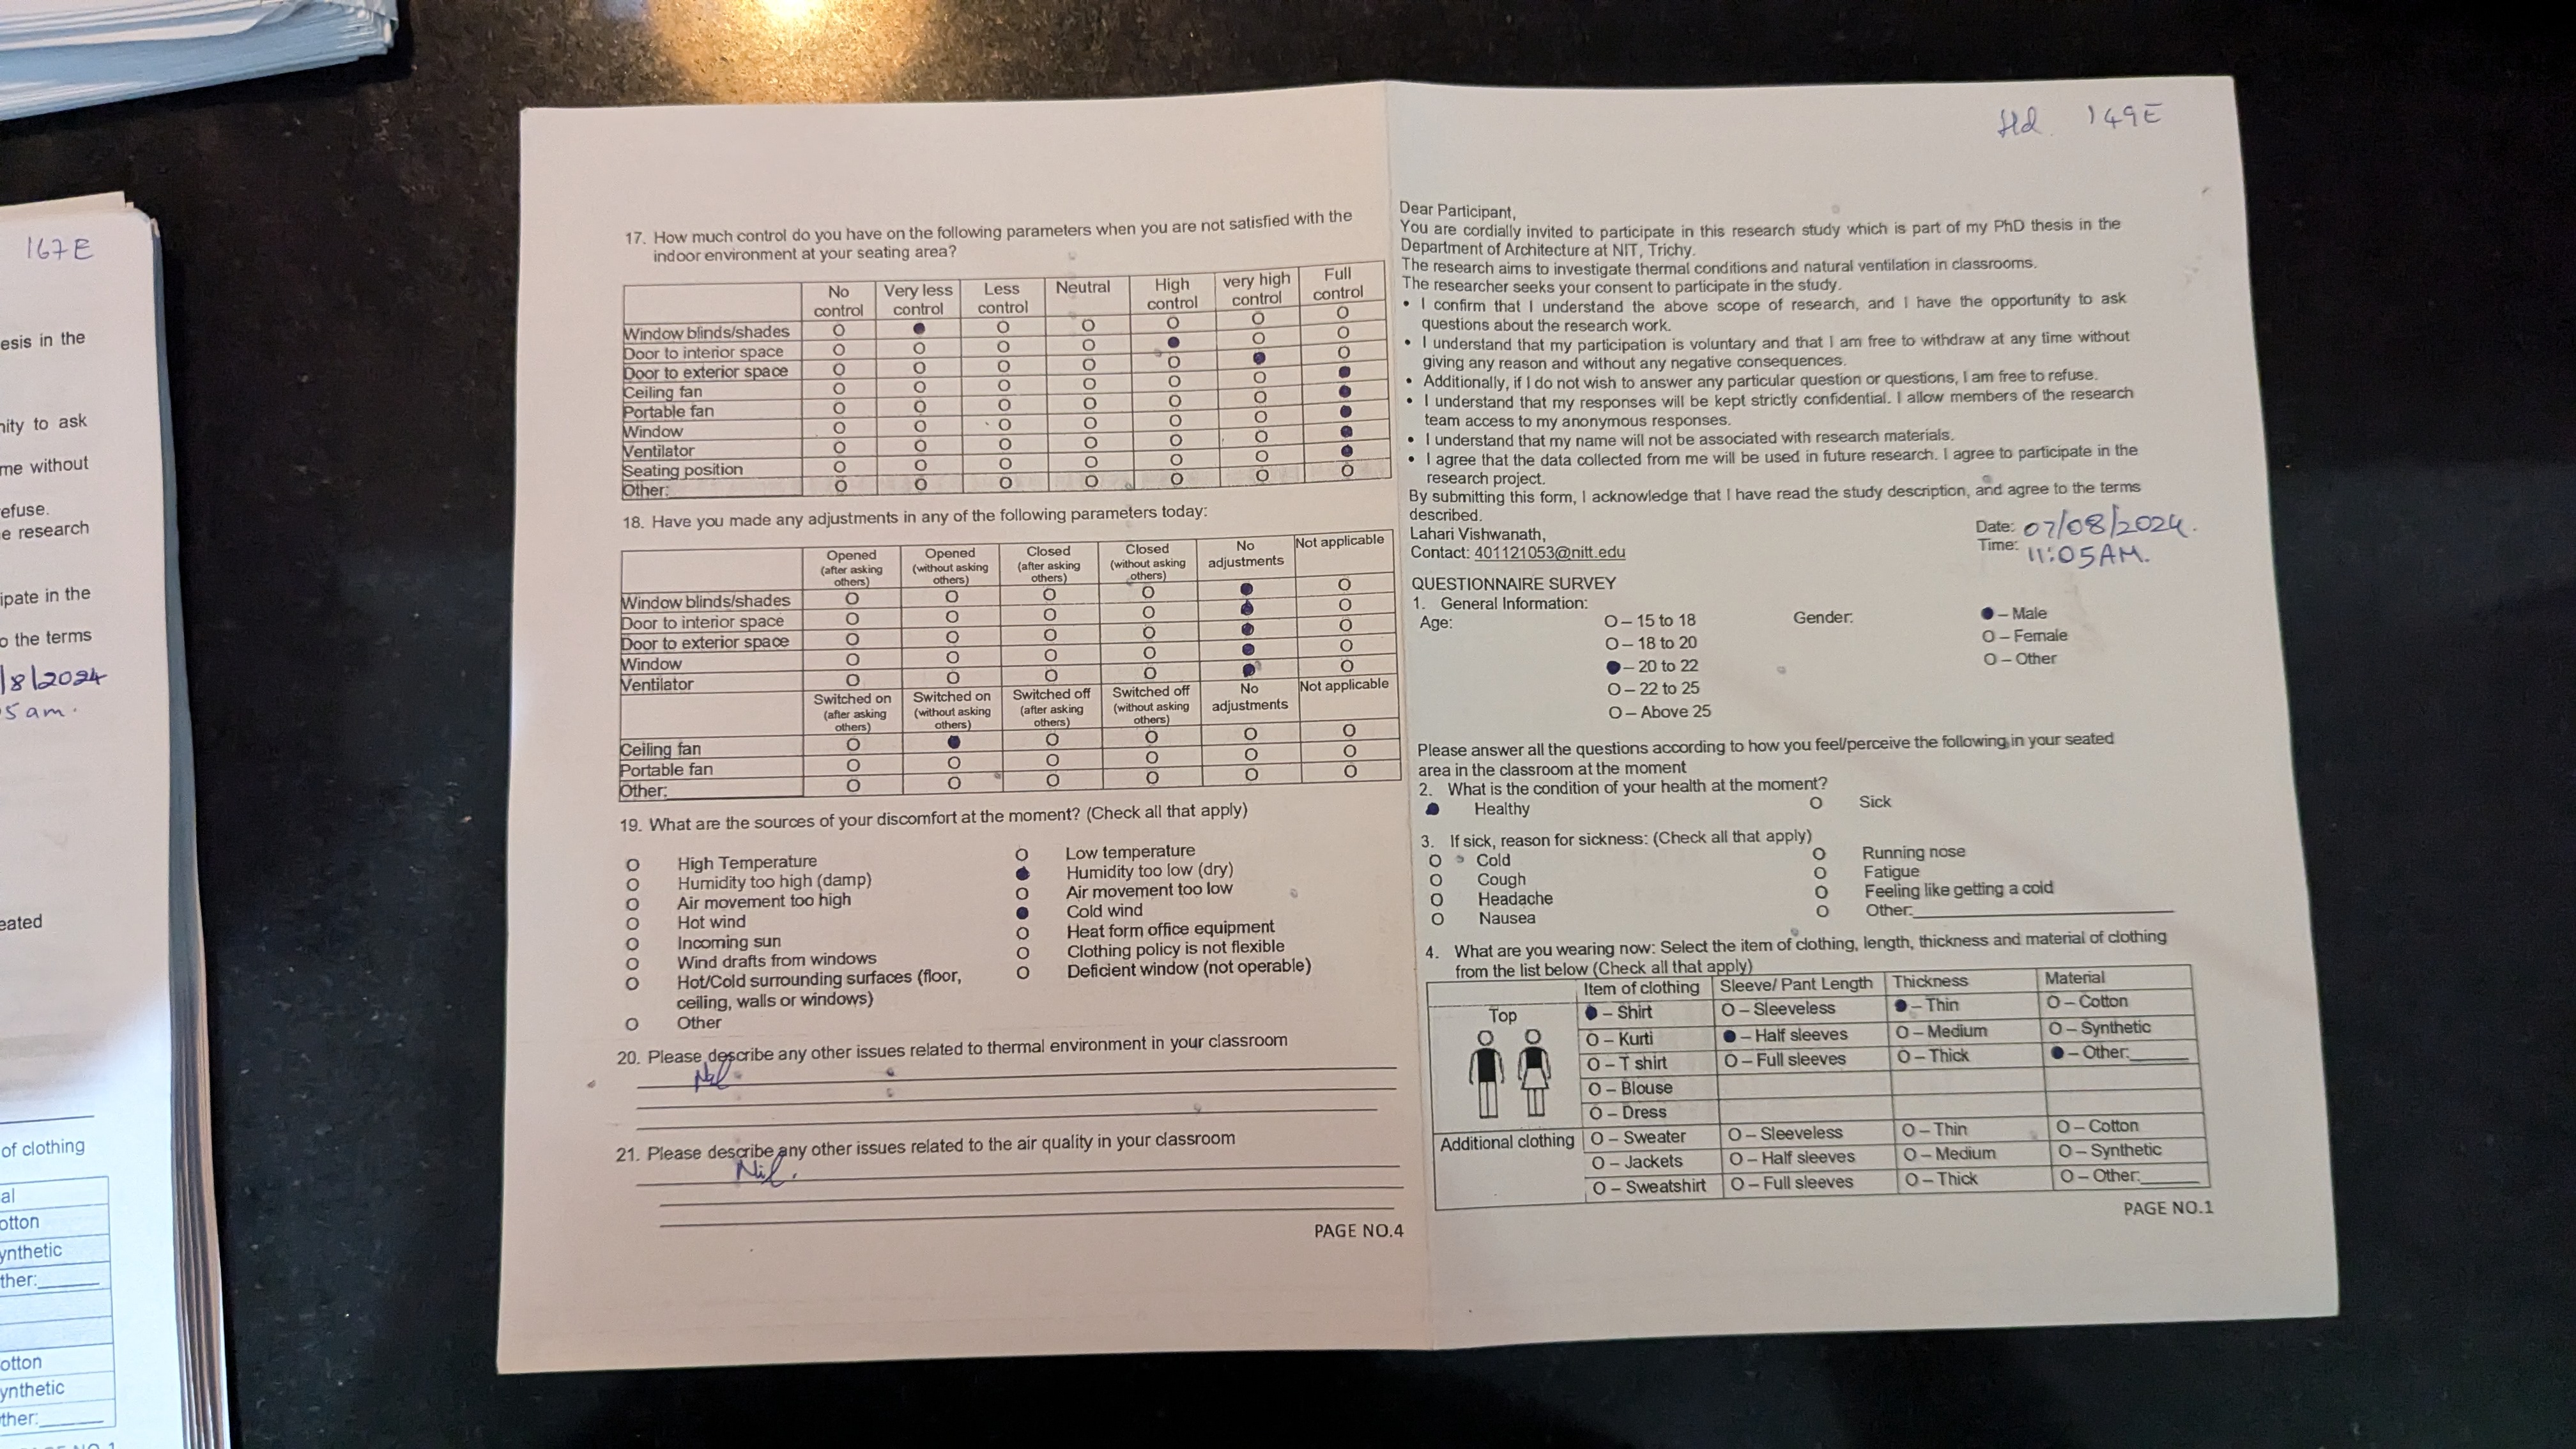 167E
esis in the
nity to ask
me without
efuse.
e research
ipate in the
o the terms
/8/2024
5 am.
eated
of clothing
al
otton
ynthetic
ther:
otton
ynthetic
ther:
17. How much control do you have on the following parameters when you are not satisfied with the
indoor environment at your seating area?
No control Very less control Less control Neutral High control very high control Full control
Window blinds/shades O ● O O O O O
Door to interior space O O O O ● O O
Door to exterior space O O O O O ● O
Ceiling fan O O O O O O ●
Portable fan O O O O O O ●
Window O O O O O O ●
Ventilator O O O O O O ●
Seating position O O O O O O ●
Other: O O O O O O O
18. Have you made any adjustments in any of the following parameters today:
Opened (after asking others) Opened (without asking others) Closed (after asking others) Closed (without asking others) No adjustments Not applicable
Window blinds/shades O O O O ● O
Door to interior space O O O O ● O
Door to exterior space O O O O ● O
Window O O O O ● O
Ventilator O O O O ● O
Switched on (after asking others) Switched on (without asking others) Switched off (after asking others) Switched off (without asking others) No adjustments Not applicable
Ceiling fan O ● O O O O
Portable fan O O O O O O
Other: O O O O O O
19. What are the sources of your discomfort at the moment? (Check all that apply)
O High Temperature O Low temperature
O Humidity too high (damp) ● Humidity too low (dry)
O Air movement too high O Air movement too low
O Hot wind ● Cold wind
O Incoming sun O Heat form office equipment
O Wind drafts from windows O Clothing policy is not flexible
O Hot/Cold surrounding surfaces (floor, O Deficient window (not operable)
ceiling, walls or windows)
O Other
20. Please describe any other issues related to thermal environment in your classroom
Nil
21. Please describe any other issues related to the air quality in your classroom
Nil.
PAGE NO.4
149E
Dear Participant,
You are cordially invited to participate in this research study which is part of my PhD thesis in the
Department of Architecture at NIT, Trichy.
The research aims to investigate thermal conditions and natural ventilation in classrooms.
The researcher seeks your consent to participate in the study.
• I confirm that I understand the above scope of research, and I have the opportunity to ask
questions about the research work.
• I understand that my participation is voluntary and that I am free to withdraw at any time without
giving any reason and without any negative consequences.
• Additionally, if I do not wish to answer any particular question or questions, I am free to refuse.
• I understand that my responses will be kept strictly confidential. I allow members of the research
team access to my anonymous responses.
• I understand that my name will not be associated with research materials.
• I agree that the data collected from me will be used in future research. I agree to participate in the
research project.
By submitting this form, I acknowledge that I have read the study description, and agree to the terms
described.
Lahari Vishwanath, Date: 07/08/2024.
Contact: 401121053@nitt.edu Time: 11:05AM.
QUESTIONNAIRE SURVEY
1. General Information:
Age: O – 15 to 18 Gender: ● – Male
O – 18 to 20 O – Female
● – 20 to 22 O – Other
O – 22 to 25
O – Above 25
Please answer all the questions according to how you feel/perceive the following in your seated
area in the classroom at the moment
2. What is the condition of your health at the moment?
● Healthy O Sick
3. If sick, reason for sickness: (Check all that apply)
O Cold O Running nose
O Cough O Fatigue
O Headache O Feeling like getting a cold
O Nausea O Other:
4. What are you wearing now: Select the item of clothing, length, thickness and material of clothing
from the list below (Check all that apply)
Item of clothing Sleeve/ Pant Length Thickness Material
Top ● – Shirt O – Sleeveless ● – Thin O – Cotton
O – Kurti ● – Half sleeves O – Medium O – Synthetic
O – T shirt O – Full sleeves O – Thick ● – Other:
O – Blouse
O – Dress
Additional clothing O – Sweater O – Sleeveless O – Thin O – Cotton
O – Jackets O – Half sleeves O – Medium O – Synthetic
O – Sweatshirt O – Full sleeves O – Thick O – Other:
PAGE NO.1